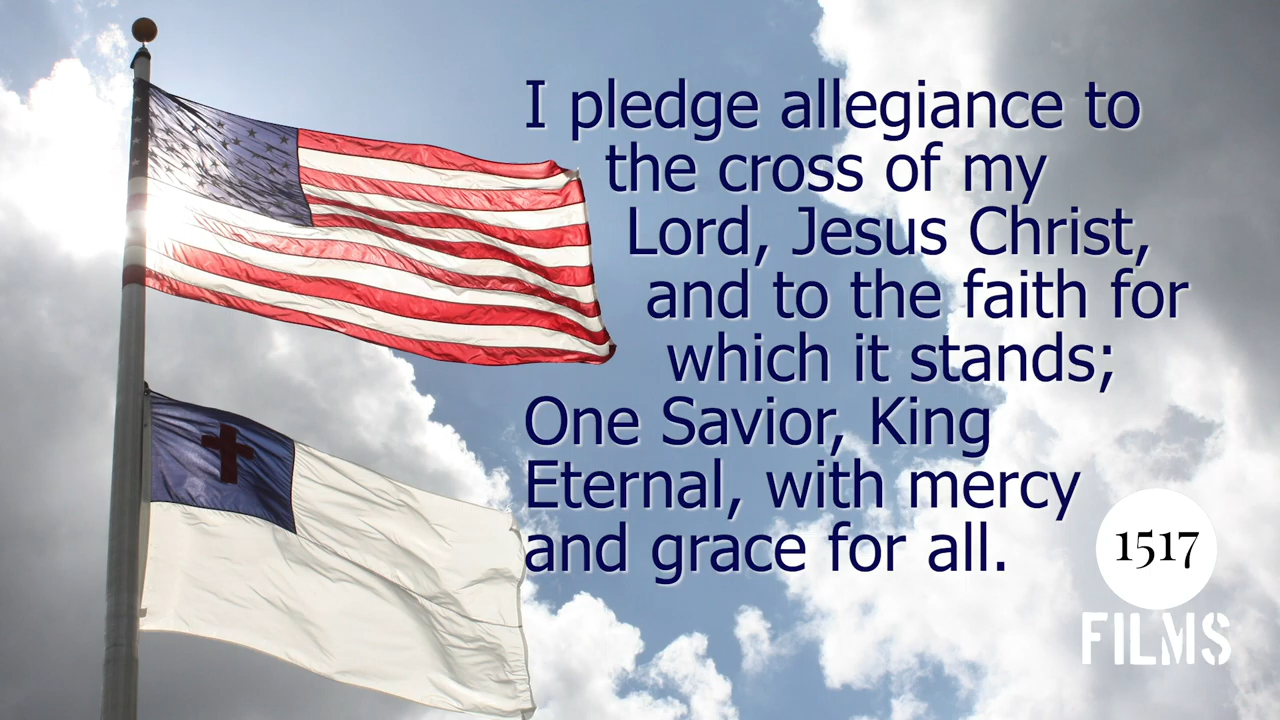 I pledge allegiance to
the cross of my
Lord, Jesus Christ,
and to the faith for
which it stands;
One Savior, King
Eternal, with mercy
and grace for all.
1517
FILMS